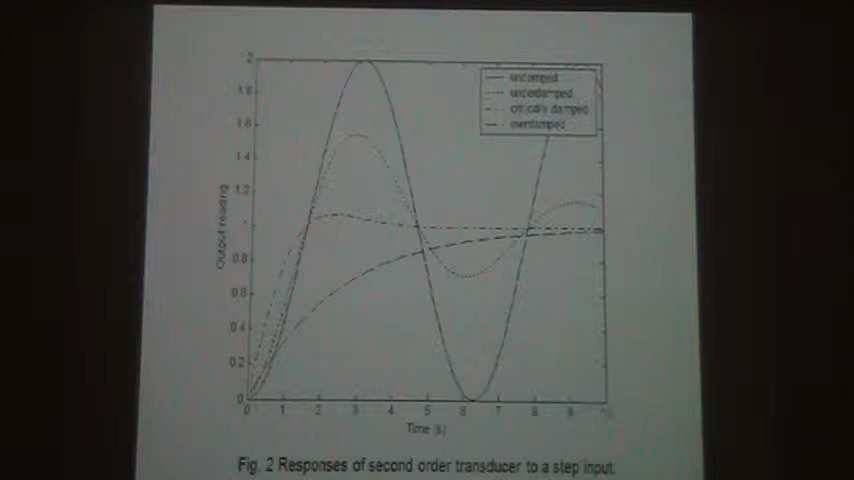 2
1.8
1.6
1.4
1.2
1
0.8
0.6
0.4
0.2
0
Output reading
undamped
underdamped
critically damped
overdamped
0 1 2 3 4 5 6 7 8 9
Time (s)
Fig. 2 Responses of second order transducer to a step input.